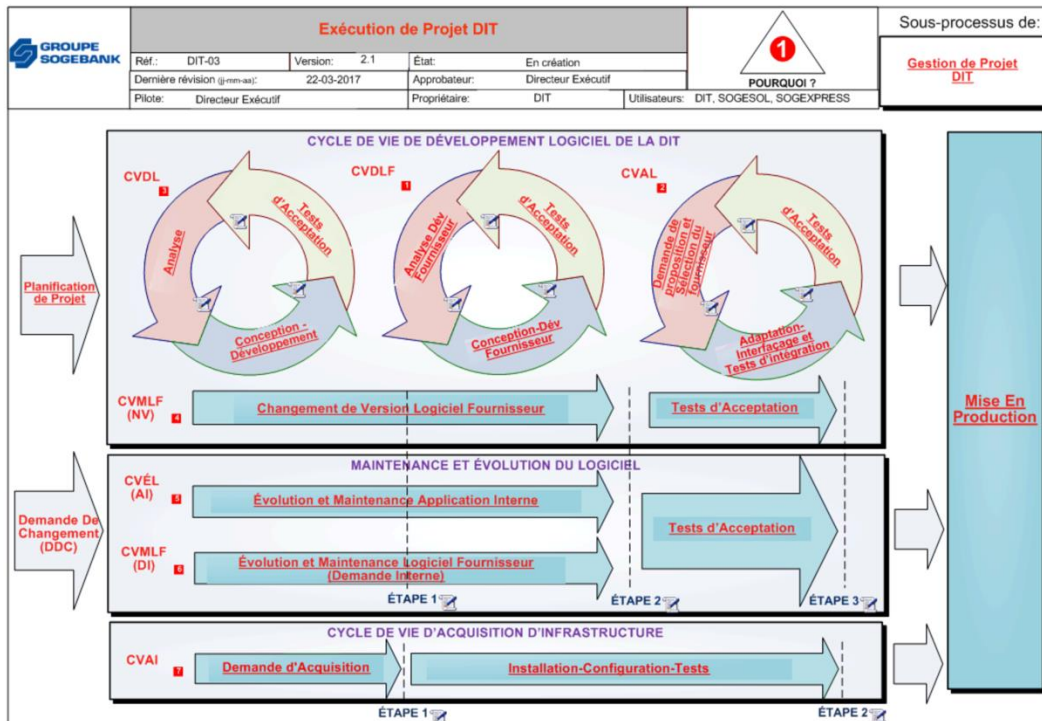 GROUPE
SOGEBANK
Exécution de Projet DIT
Réf.: DIT-03 Version: 2.1 État: En création
Dernière révision (jj-mm-aa): 22-03-2017 Approbateur: Directeur Exécutif
Pilote: Directeur Exécutif Propriétaire: DIT Utilisateurs: DIT, SOGESOL, SOGEXPRESS
1
POURQUOI ?
Sous-processus de:
Gestion de Projet
DIT
CYCLE DE VIE DE DÉVELOPPEMENT LOGICIEL DE LA DIT
Planification
de Projet
CVDL
3
Analyse
Tests
d'Acceptation
Conception -
Développement
CVDLF
1
Analyse Dév
Fournisseur
Tests
d'Acceptation
Conception-Dév
Fournisseur
CVAL
2
Demande de
proposition et
Sélection du
fournisseur
Tests
d'Acceptation
Adaptation-
Interfaçage et
Tests d'intégration
CVMLF
(NV)
4
Changement de Version Logiciel Fournisseur
Tests d'Acceptation
Mise En
Production
MAINTENANCE ET ÉVOLUTION DU LOGICIEL
Demande De
Changement
(DDC)
CVÉL
(AI)
5
Évolution et Maintenance Application Interne
Tests d'Acceptation
CVMLF
(DI)
6
Évolution et Maintenance Logiciel Fournisseur
(Demande Interne)
ÉTAPE 1
ÉTAPE 2
ÉTAPE 3
CYCLE DE VIE D'ACQUISITION D'INFRASTRUCTURE
CVAI
7
Demande d'Acquisition
Installation-Configuration-Tests
ÉTAPE 1
ÉTAPE 2